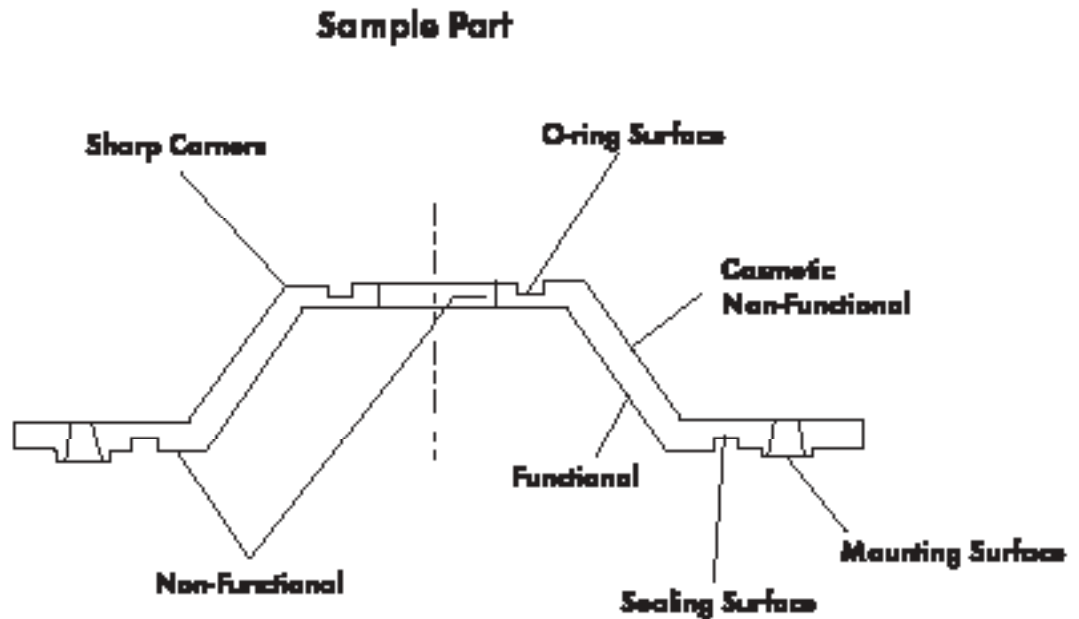 Sample Part
Sharp Corners
O-ring Surface
Cosmetic
Non-Functional
Functional
Mounting Surface
Non-Functional
Sealing Surface